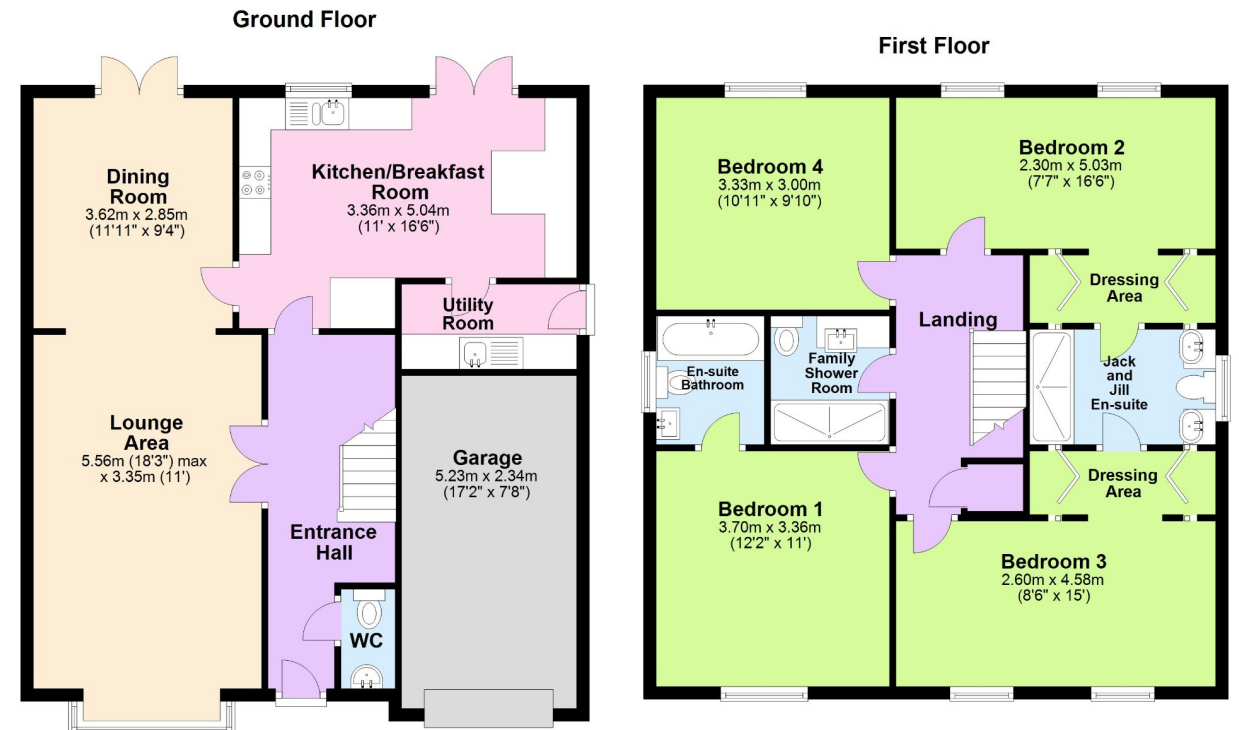 Ground Floor
Dining
Room
3.62m x 2.85m
(11'11" x 9'4")
Kitchen/Breakfast
Room
3.36m x 5.04m
(11' x 16'6")
Utility
Room
Lounge
Area
5.56m (18'3") max
x 3.35m (11')
Garage
5.23m x 2.34m
(17'2" x 7'8")
Entrance
Hall
WC
First Floor
Bedroom 4
3.33m x 3.00m
(10'11" x 9'10")
Bedroom 2
2.30m x 5.03m
(7'7" x 16'6")
Dressing
Area
Landing
En-suite
Bathroom
Family
Shower
Room
Jack
and
Jill
En-suite
Dressing
Area
Bedroom 1
3.70m x 3.36m
(12'2" x 11')
Bedroom 3
2.60m x 4.58m
(8'6" x 15')